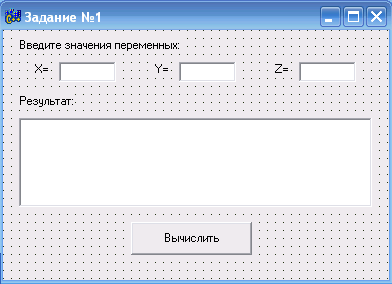 Задание №1
Введите значения переменных:
X= Y= Z=
Результат:
Вычислить